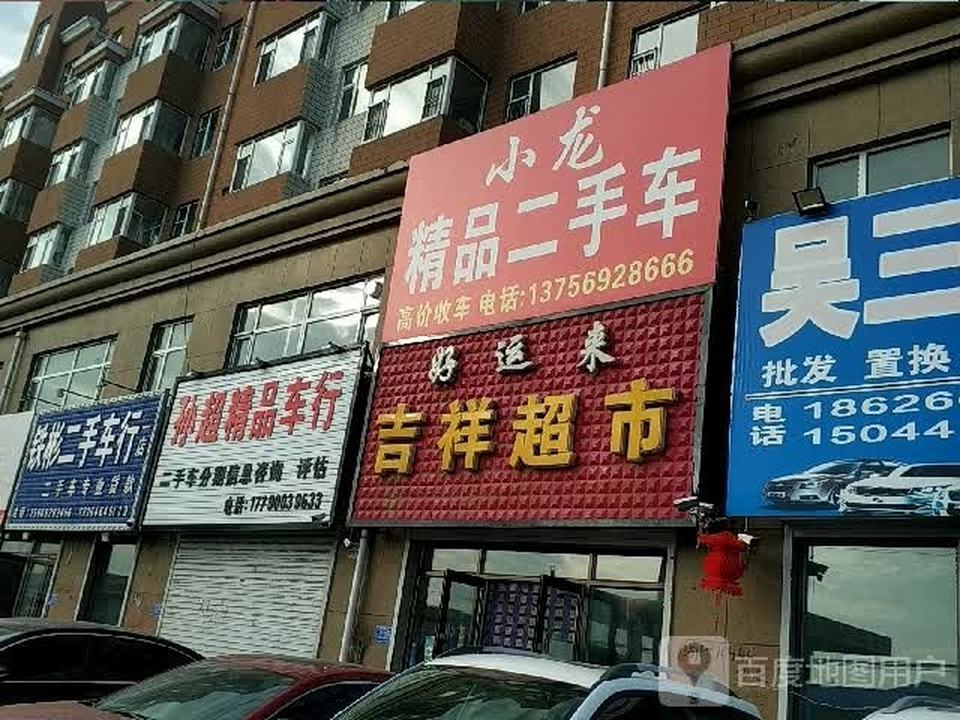 小龙
精品二手车
高价收车 电话:13756928666
好运来
吉祥超市
孙超精品车行
二手车分期信息咨询 评估
电话:17790039633
铁彬二手车行
二手车专业贷款
吴三
批发 置换
电话 18626
15044
百度地图用户